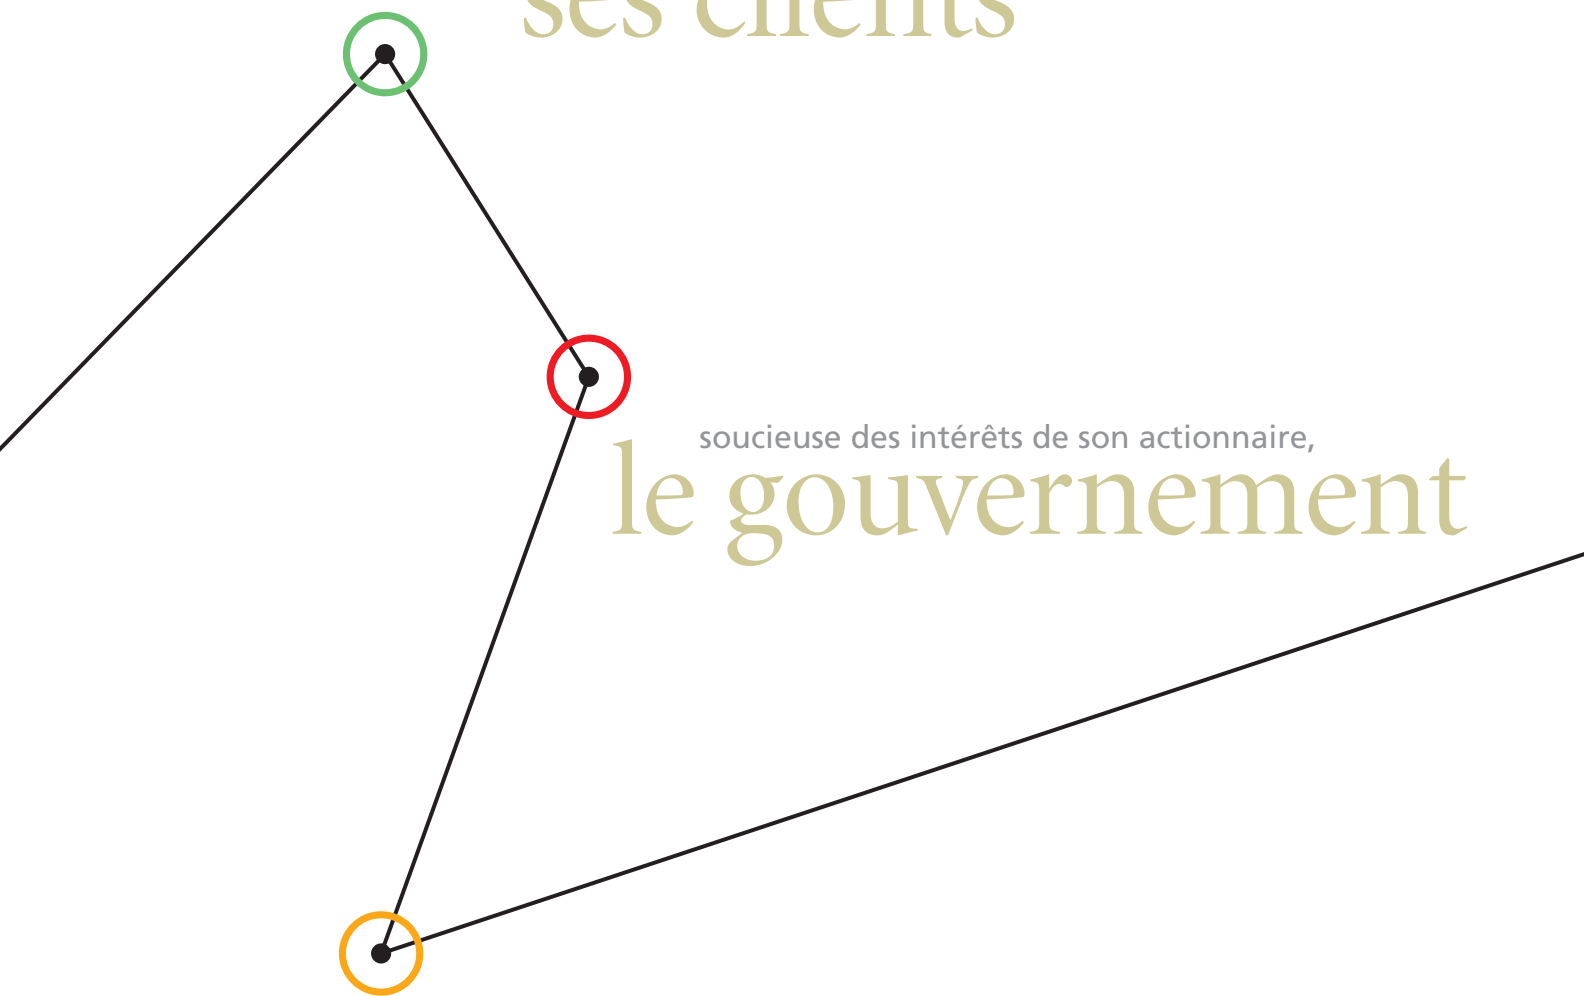 ses clients
soucieuse des intérêts de son actionnaire,
le gouvernement